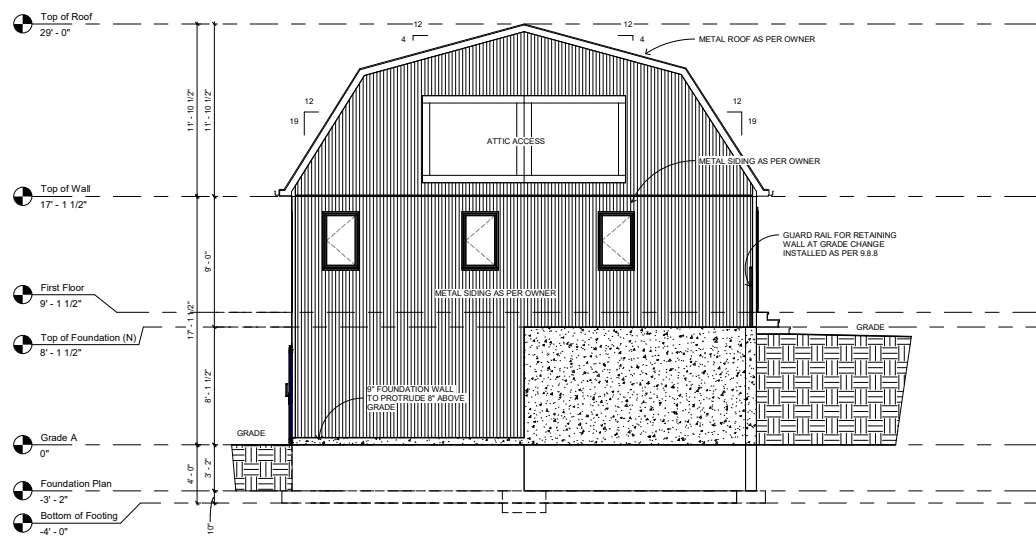 Top of Roof
29' - 0"
12
4
12
4
METAL ROOF AS PER OWNER
11' - 10 1/2"
11' - 10 1/2"
12
19
12
19
ATTIC ACCESS
METAL SIDING AS PER OWNER
Top of Wall
17' - 1 1/2"
GUARD RAIL FOR RETAINING
WALL AT GRADE CHANGE
INSTALLED AS PER 9.8.8
9' - 0"
First Floor
9' - 1 1/2"
METAL SIDING AS PER OWNER
17' - 1 1/2"
Top of Foundation (N)
8' - 1 1/2"
GRADE
8' - 1 1/2"
9" FOUNDATION WALL
TO PROTRUDE 8" ABOVE
GRADE
GRADE
Grade A
0"
4' - 0"
3' - 2"
Foundation Plan
-3' - 2"
Bottom of Footing
-4' - 0"
10"